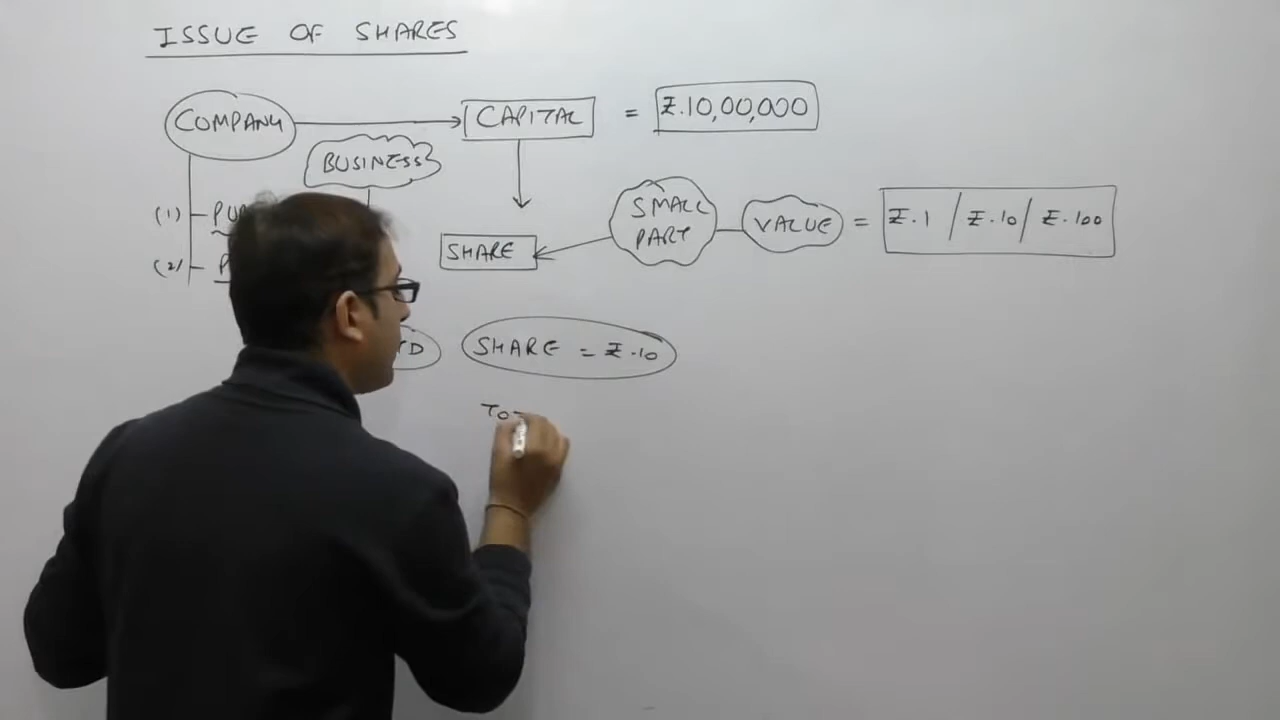 ISSUE OF SHARES
COMPANY CAPITAL = ₹.10,00,000
BUSINESS
(1) SMALL PART VALUE = ₹.1 / ₹.10 / ₹.100
(2) SHARE
SHARE = ₹.10